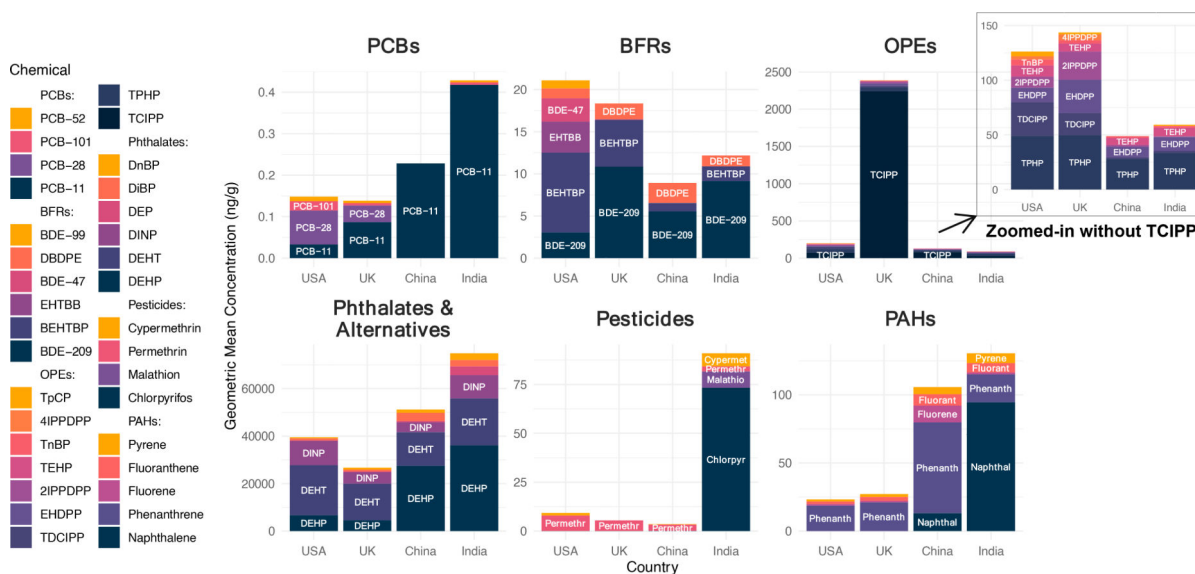 Chemical
PCBs:
PCB-52
PCB-101
PCB-28
PCB-11
BFRs:
BDE-99
DBDPE
BDE-47
EHTBB
BEHTBP
BDE-209
OPEs:
TpCP
4IPPDPP
TnBP
TEHP
2IPPDPP
EHDPP
TDCIPP
TPHP
TCIPP
Phthalates:
DnBP
DiBP
DEP
DINP
DEHT
DEHP
Pesticides:
Cypermethrin
Permethrin
Malathion
Chlorpyrifos
PAHs:
Pyrene
Fluoranthene
Fluorene
Phenanthrene
Naphthalene
Geometric Mean Concentration (ng/g)
PCBs
0.4
0.3
0.2
0.1
0.0
PCB-101
PCB-28
PCB-11
PCB-28
PCB-11
PCB-11
PCB-11
USA UK China India
BFRs
20
15
10
5
0
BDE-47
EHTBB
BEHTBP
BDE-209
DBDPE
BEHTBP
BDE-209
DBDPE
BDE-209
DBDPE
BEHTBP
BDE-209
USA UK China India
OPEs
2500
2000
1500
1000
500
0
TCIPP
TCIPP
TCIPP
USA UK China India
150
100
50
0
TnBP
TEHP
2IPPDPP
EHDPP
TDCIPP
TPHP
4IPPDPP
TEHP
2IPPDPP
EHDPP
TDCIPP
TPHP
TEHP
EHDPP
TPHP
TEHP
EHDPP
TPHP
USA UK China India
Zoomed-in without TCIPP
Phthalates &
Alternatives
60000
40000
20000
0
DINP
DEHT
DEHP
DINP
DEHT
DEHP
DINP
DEHT
DEHP
DINP
DEHT
DEHP
USA UK China India
Pesticides
75
50
25
0
Permethr
Permethr
Permethr
Cypermet
Permethr
Malathio
Chlorpyr
USA UK China India
PAHs
100
50
0
Phenanth
Phenanth
Fluorant
Fluorene
Phenanth
Naphthal
Pyrene
Fluorant
Phenanth
Naphthal
USA UK China India
Country